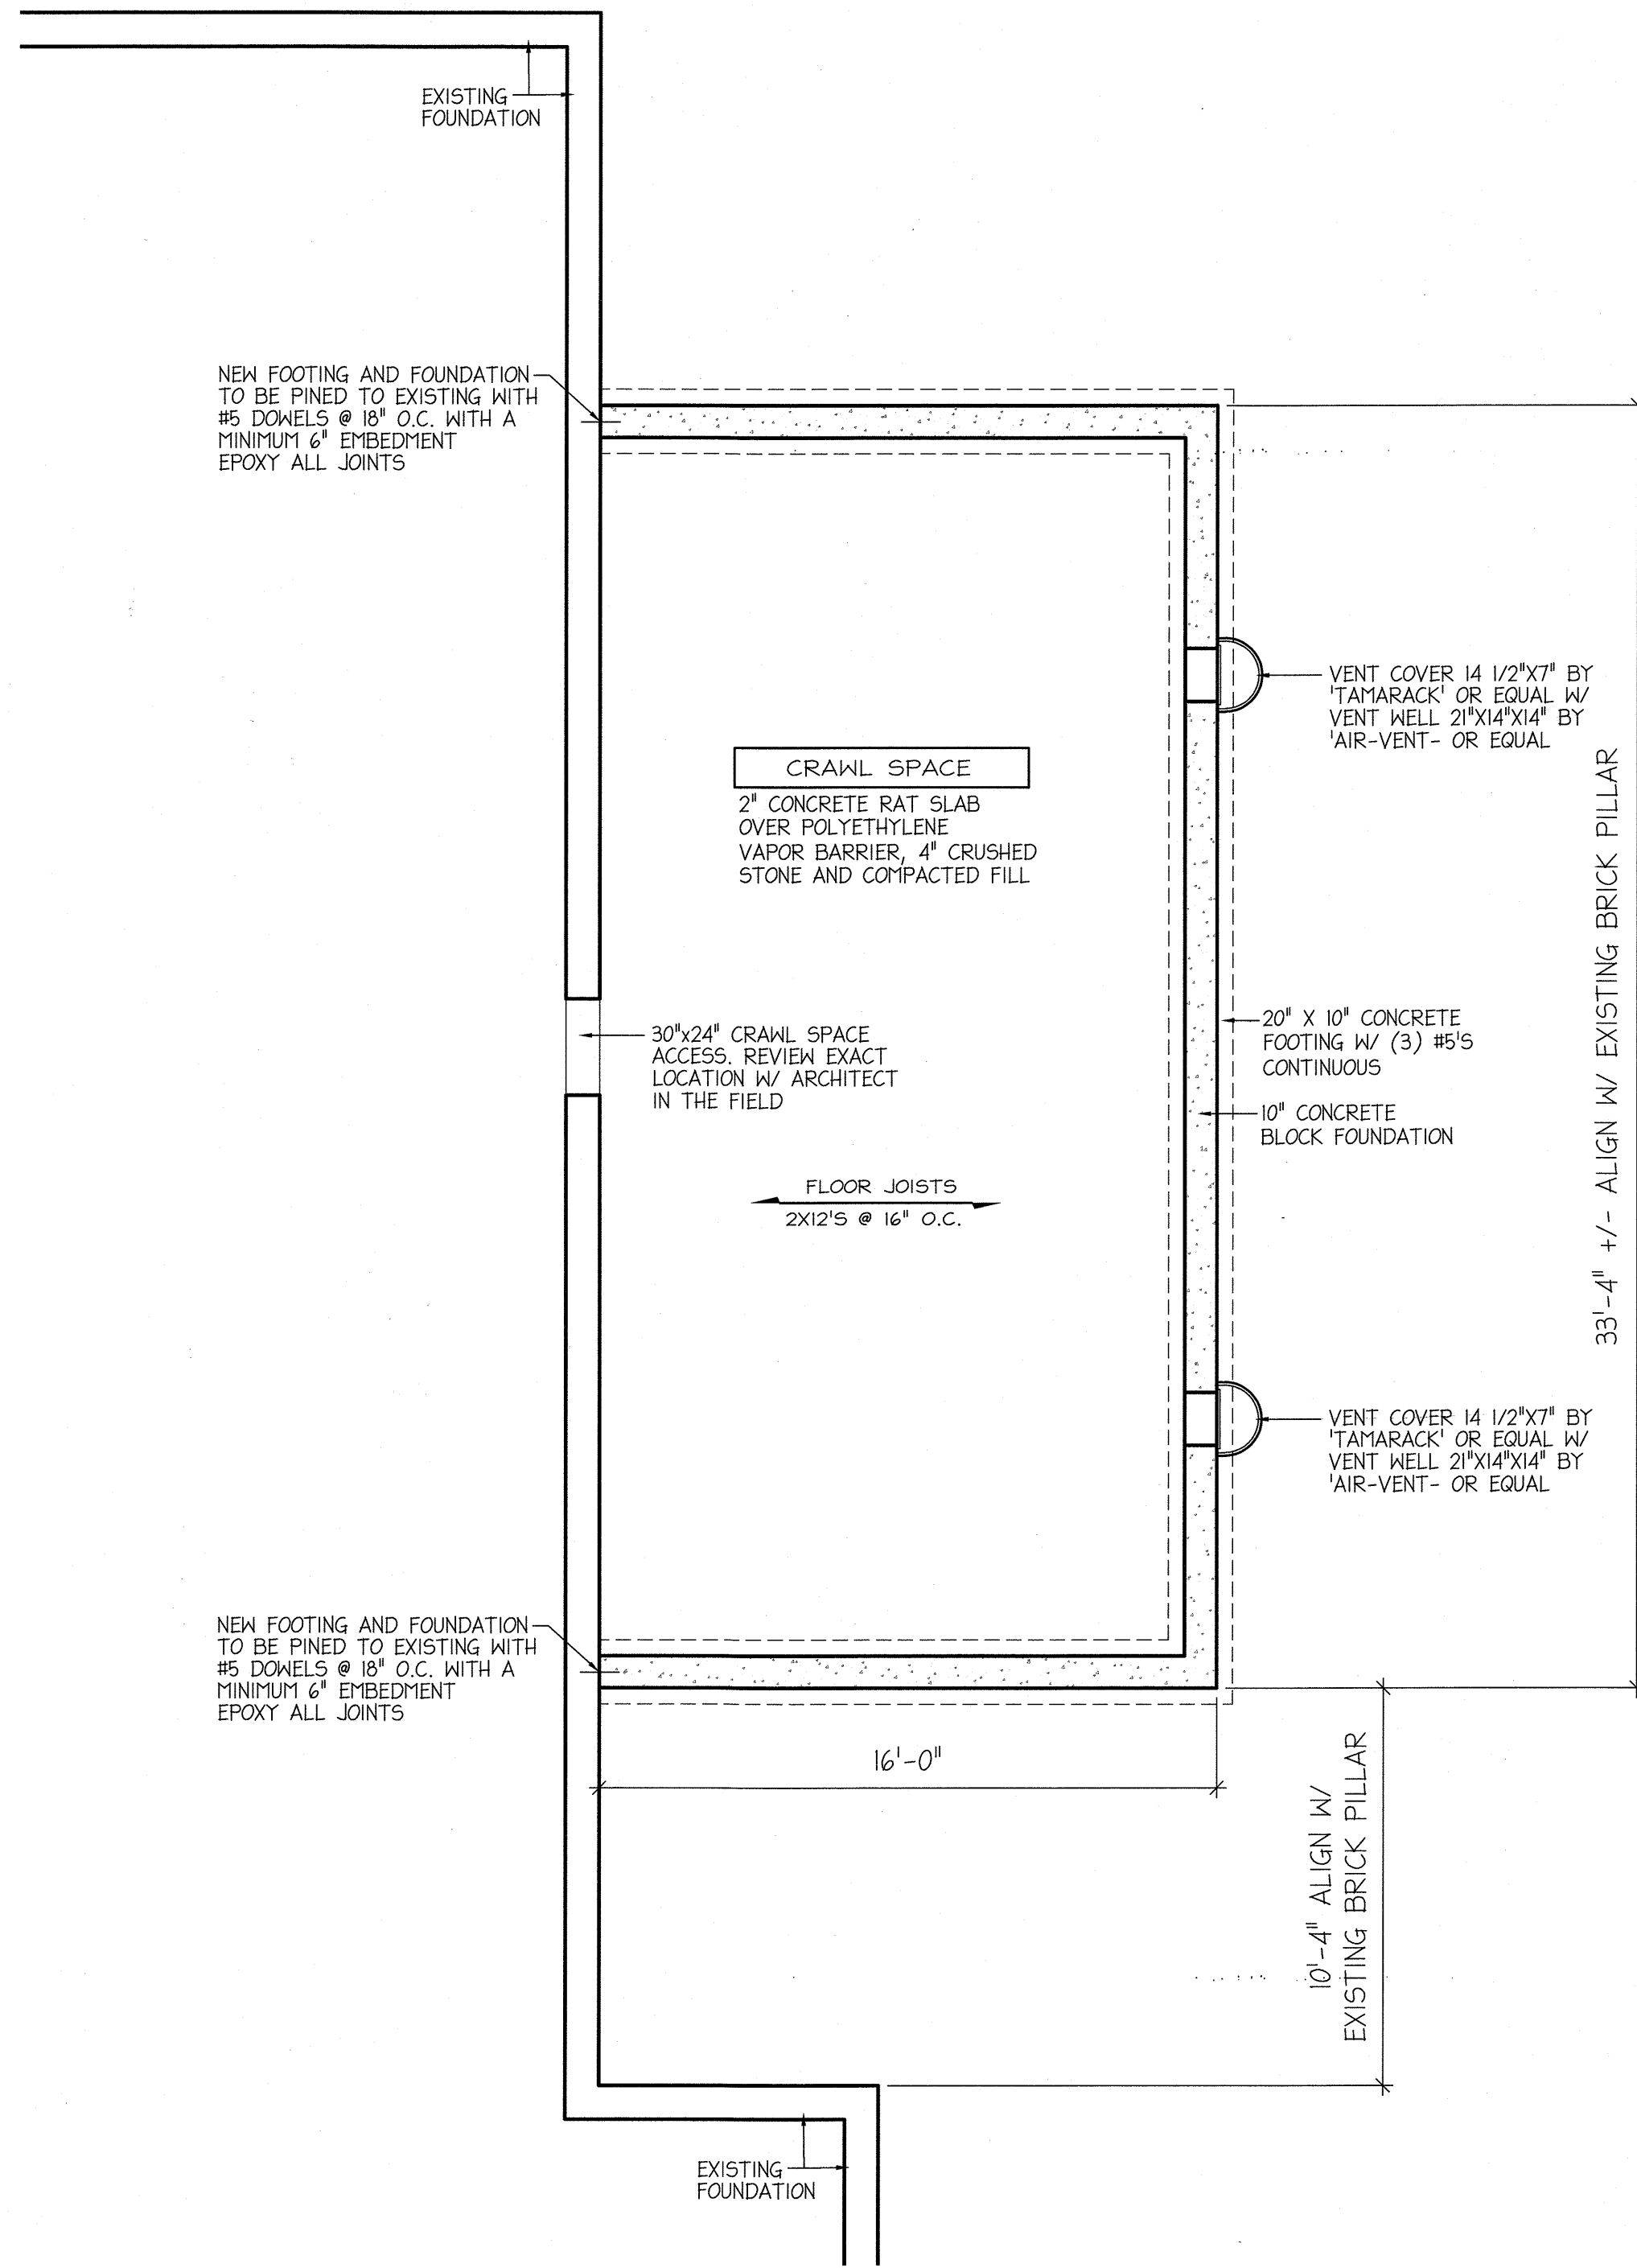 EXISTING
FOUNDATION
NEW FOOTING AND FOUNDATION
TO BE PINED TO EXISTING WITH
#5 DOWELS @ 18" O.C. WITH A
MINIMUM 6" EMBEDMENT
EPOXY ALL JOINTS
VENT COVER 14 1/2"X7" BY
'TAMARACK' OR EQUAL W/
VENT WELL 21"X14"X14" BY
'AIR-VENT- OR EQUAL
CRAWL SPACE
2" CONCRETE RAT SLAB
OVER POLYETHYLENE
VAPOR BARRIER, 4" CRUSHED
STONE AND COMPACTED FILL
33'-4" +/- ALIGN W/ EXISTING BRICK PILLAR
30"x24" CRAWL SPACE
ACCESS. REVIEW EXACT
LOCATION W/ ARCHITECT
IN THE FIELD
20" X 10" CONCRETE
FOOTING W/ (3) #5'S
CONTINUOUS
10" CONCRETE
BLOCK FOUNDATION
FLOOR JOISTS
2X12'S @ 16" O.C.
VENT COVER 14 1/2"X7" BY
'TAMARACK' OR EQUAL W/
VENT WELL 21"X14"X14" BY
'AIR-VENT- OR EQUAL
NEW FOOTING AND FOUNDATION
TO BE PINED TO EXISTING WITH
#5 DOWELS @ 18" O.C. WITH A
MINIMUM 6" EMBEDMENT
EPOXY ALL JOINTS
16'-0"
10'-4" ALIGN W/
EXISTING BRICK PILLAR
EXISTING
FOUNDATION